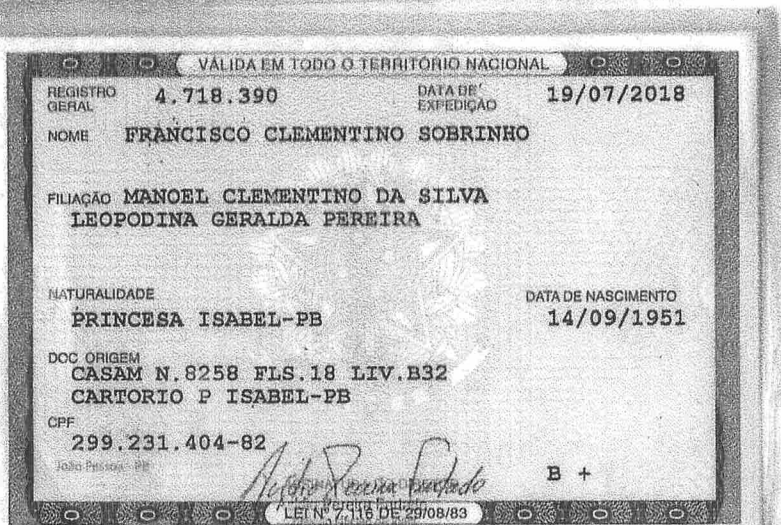 VÁLIDA EM TODO O TERRITÓRIO NACIONAL
REGISTRO GERAL 4.718.390 DATA DE EXPEDIÇÃO 19/07/2018
NOME FRANCISCO CLEMENTINO SOBRINHO
FILIAÇÃO MANOEL CLEMENTINO DA SILVA
LEOPODINA GERALDA PEREIRA
NATURALIDADE DATA DE NASCIMENTO
PRINCESA ISABEL-PB 14/09/1951
DOC ORIGEM
CASAM N.8258 FLS.18 LIV.B32
CARTORIO P ISABEL-PB
CPF
299.231.404-82
João Pessoa - PB B +
LEI Nº 7.116 DE 29/08/83